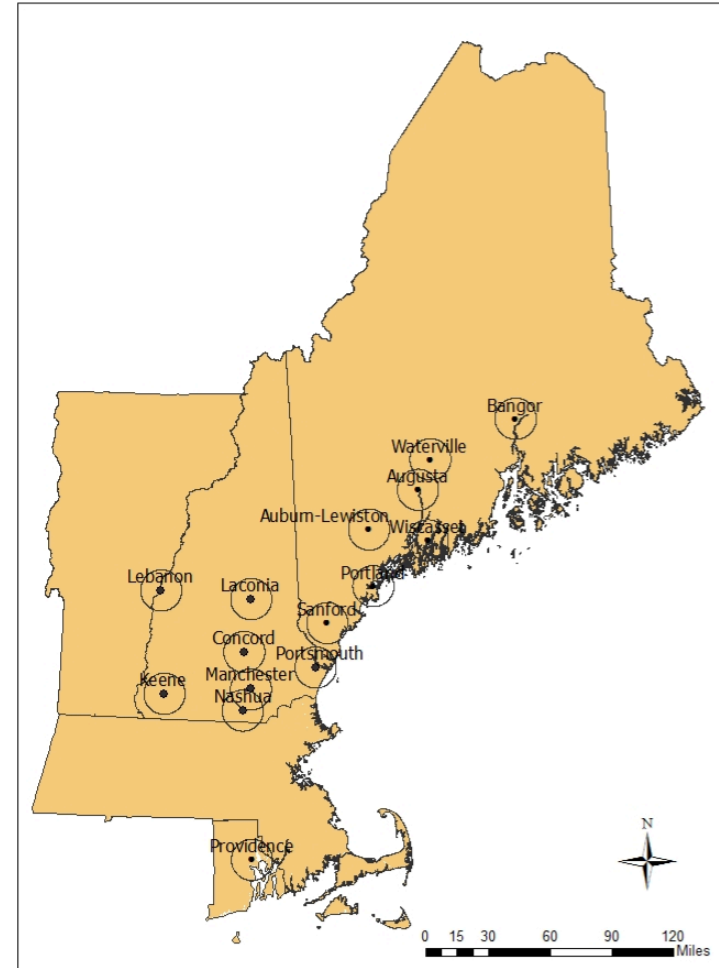 Bangor
Waterville
Augusta
Auburn-Lewiston
Wiscasset
Portland
Lebanon
Laconia
Sanford
Concord
Portsmouth
Manchester
Keene
Nashua
Providence
N
0 15 30 60 90 120
Miles